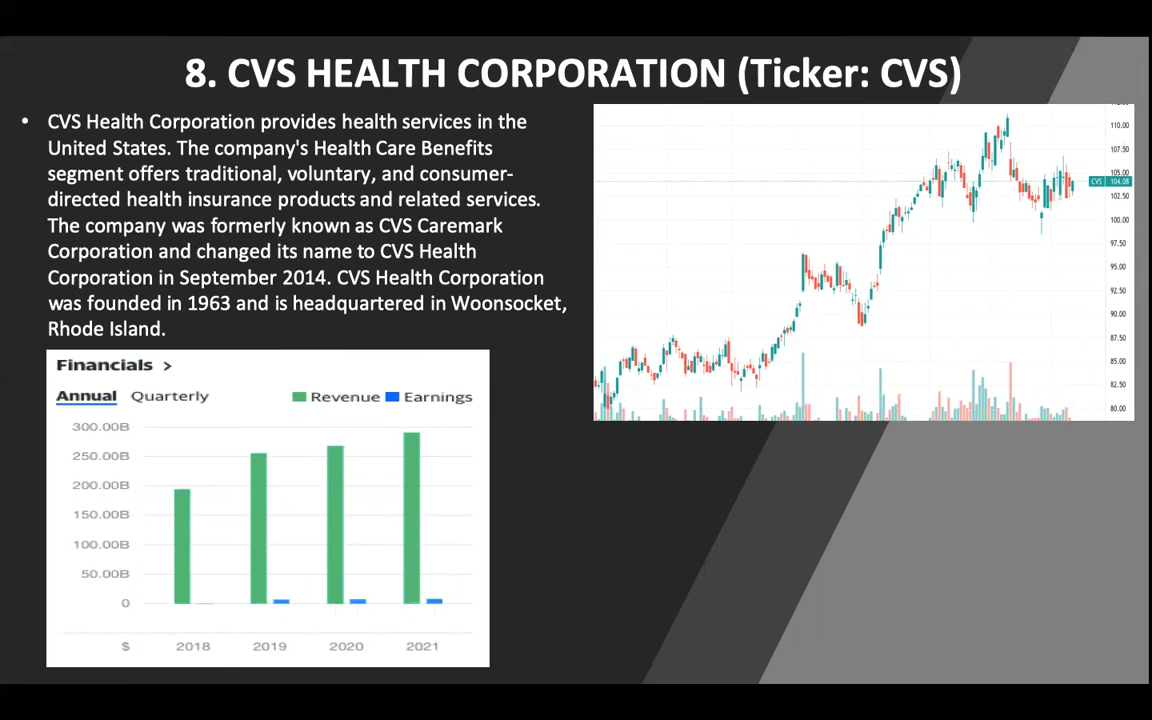 8. CVS HEALTH CORPORATION (Ticker: CVS)
• CVS Health Corporation provides health services in the
United States. The company's Health Care Benefits
segment offers traditional, voluntary, and consumer-
directed health insurance products and related services.
The company was formerly known as CVS Caremark
Corporation and changed its name to CVS Health
Corporation in September 2014. CVS Health Corporation
was founded in 1963 and is headquartered in Woonsocket,
Rhode Island.
Financials >
Annual Quarterly Revenue Earnings
300.00B
250.00B
200.00B
150.00B
100.00B
50.00B
0
$ 2018 2019 2020 2021
110.00
107.50
105.00
CVS 104.08
102.50
100.00
97.50
95.00
92.50
90.00
87.50
85.00
82.50
80.00